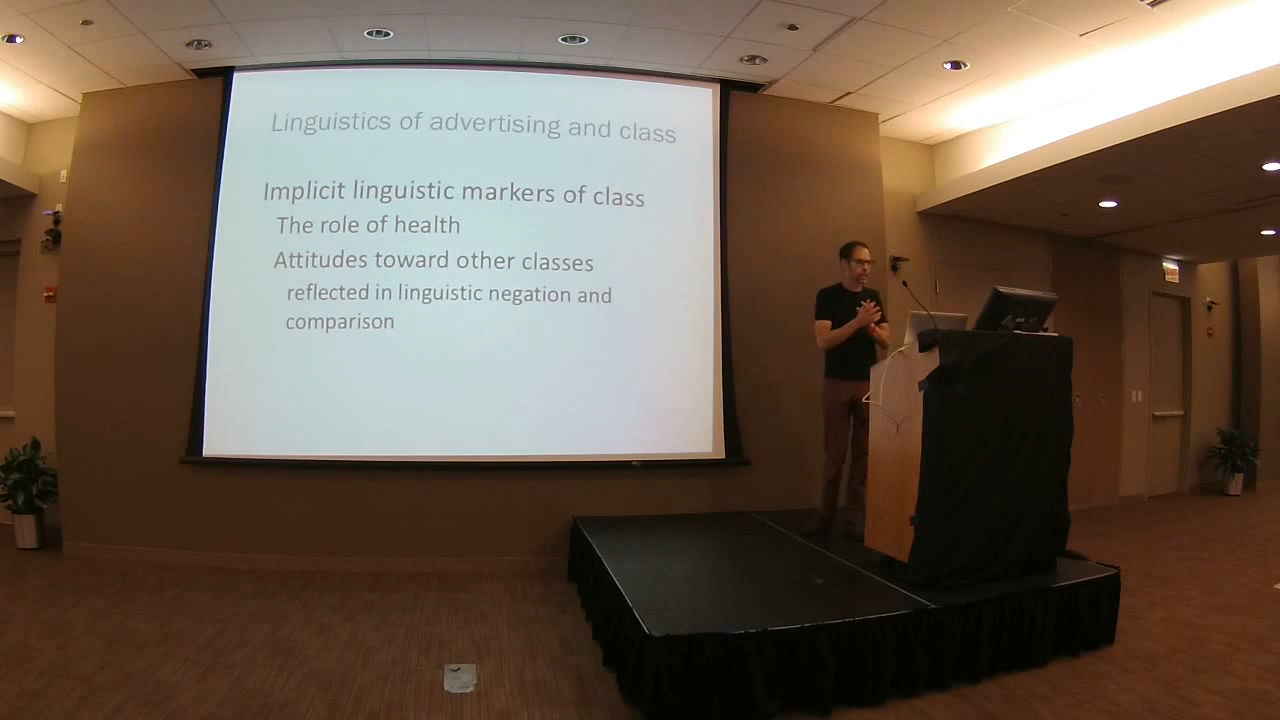 Linguistics of advertising and class
Implicit linguistic markers of class
The role of health
Attitudes toward other classes
reflected in linguistic negation and
comparison